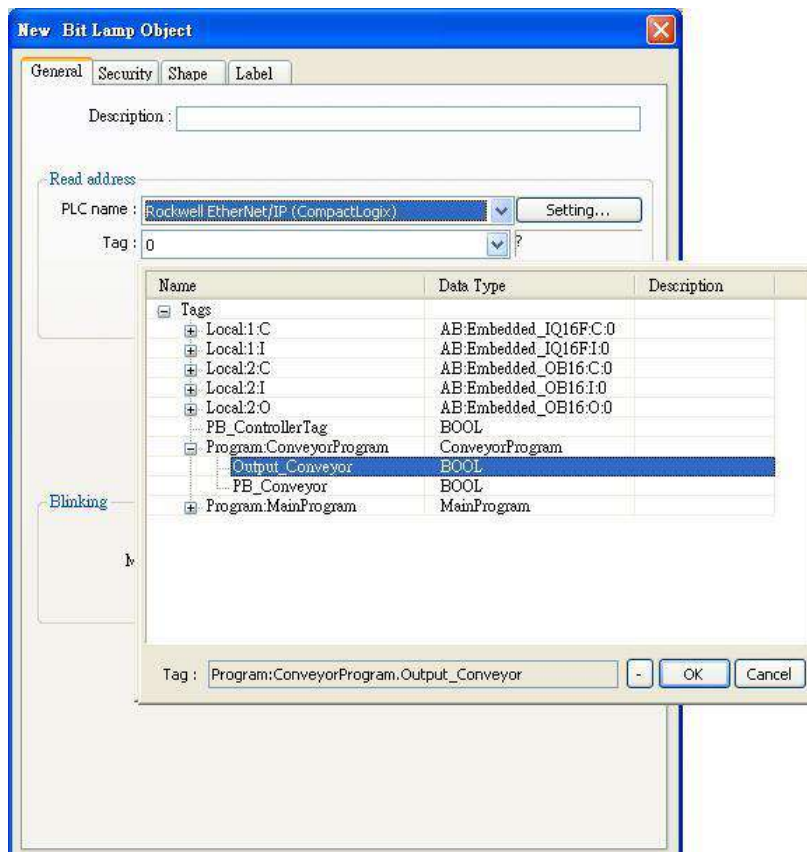 New Bit Lamp Object
General Security Shape Label
Description :
Read address
PLC name : Rockwell EtherNet/IP (CompactLogix) Setting...
Tag : 0 ?
Name Data Type Description
Tags
Local:1:C AB:Embedded_IQ16F:C:0
Local:1:I AB:Embedded_IQ16F:I:0
Local:2:C AB:Embedded_OB16:C:0
Local:2:I AB:Embedded_OB16:I:0
Local:2:O AB:Embedded_OB16:O:0
PB_ControllerTag BOOL
Program:ConveyorProgram ConveyorProgram
Output_Conveyor BOOL
PB_Conveyor BOOL
Blinking
Program:MainProgram MainProgram
Tag : Program:ConveyorProgram.Output_Conveyor - OK Cancel